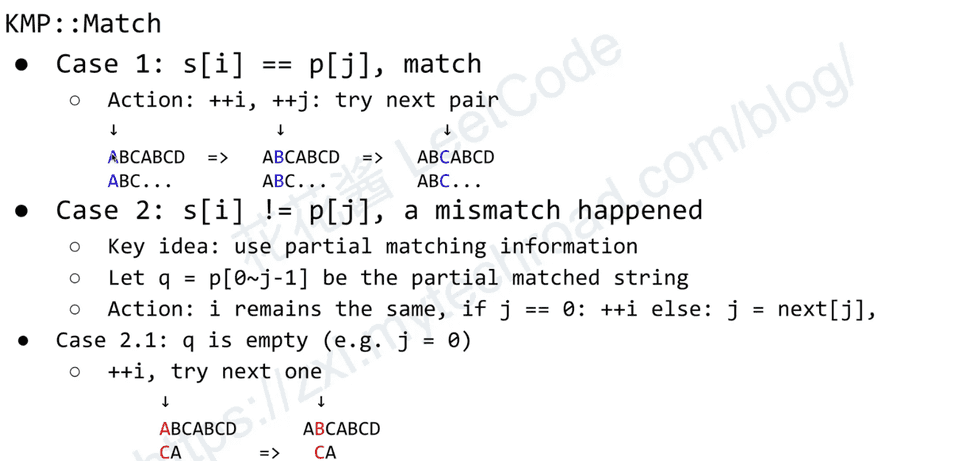 KMP::Match
● Case 1: s[i] == p[j], match
○ Action: ++i, ++j: try next pair
↓ ↓ ↓
ABCABCD => ABCABCD => ABCABCD
ABC... ABC... ABC...
● Case 2: s[i] != p[j], a mismatch happened
○ Key idea: use partial matching information
○ Let q = p[0~j-1] be the partial matched string
○ Action: i remains the same, if j == 0: ++i else: j = next[j],
● Case 2.1: q is empty (e.g. j = 0)
○ ++i, try next one
↓ ↓
ABCABCD ABCABCD
CA => CA
花花酱 LeetCode
https://zxi.mytechroad.com/blog/